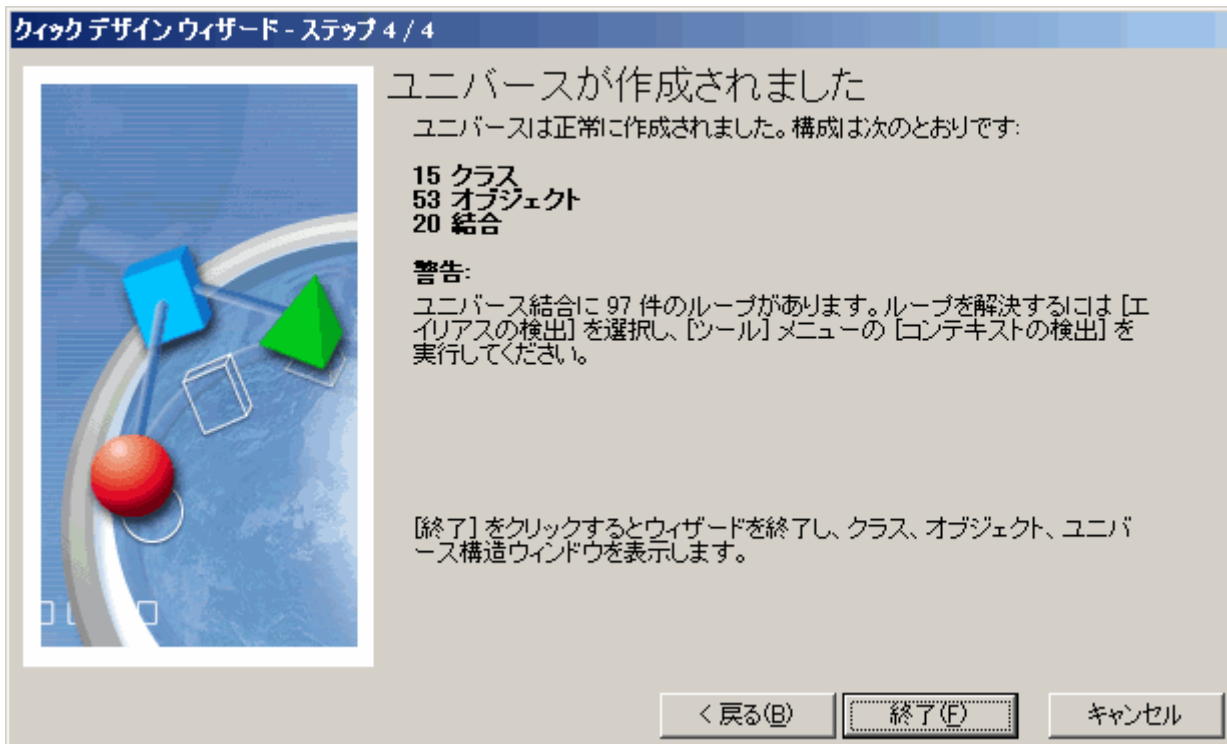 クィック デザイン ウィザード - ステップ 4 / 4
ユニバースが作成されました
ユニバースは正常に作成されました。構成は次のとおりです:
15 クラス
53 オブジェクト
20 結合
警告:
ユニバース結合に 97 件のループがあります。ループを解決するには [エ
イリアスの検出] を選択し、[ツール] メニューの [コンテキストの検出] を
実行してください。
[終了] をクリックするとウィザードを終了し、クラス、オブジェクト、ユニバ
ース構造ウィンドウを表示します。
< 戻る(B) 終了(F) キャンセル